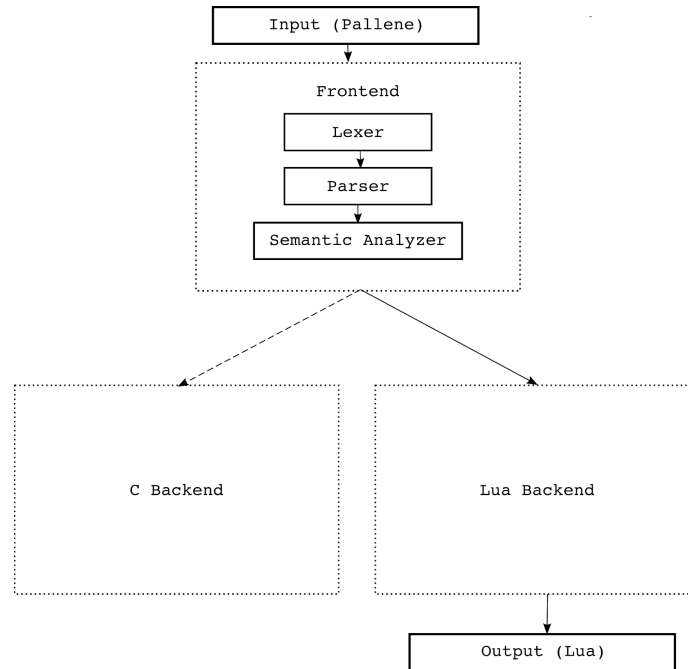 Input (Pallene)
Frontend
Lexer
Parser
Semantic Analyzer
C Backend
Lua Backend
Output (Lua)